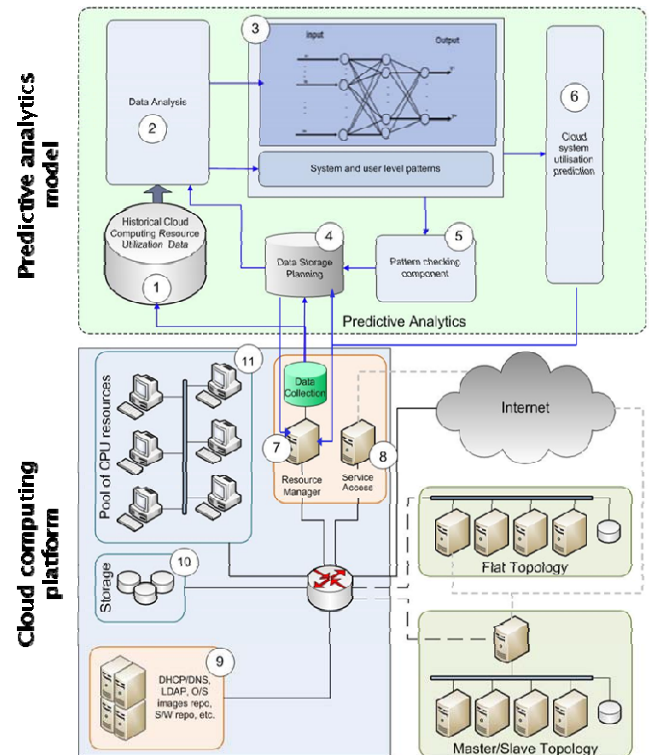 Predictive analytics
model
3
Input
Output
Data Analysis
2
System and user level patterns
6
Cloud
system
utilisation
prediction
Historical Cloud
Computing Resource
Utilization Data
1
4
Data Storage
Planning
5
Pattern checking
component
Predictive Analytics
Cloud computing
platform
11
Pool of CPU resources
Data
Collection
7
8
Resource
Manager
Service
Access
Internet
Flat Topology
10
Storage
9
DHCP/DNS,
LDAP, O/S
images repo,
S/W repo, etc.
Master/Slave Topology